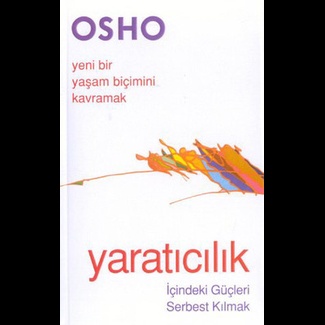 OSHO
yeni bir
yaşam biçimini
kavramak
yaratıcılık
İçindeki Güçleri
Serbest Kılmak